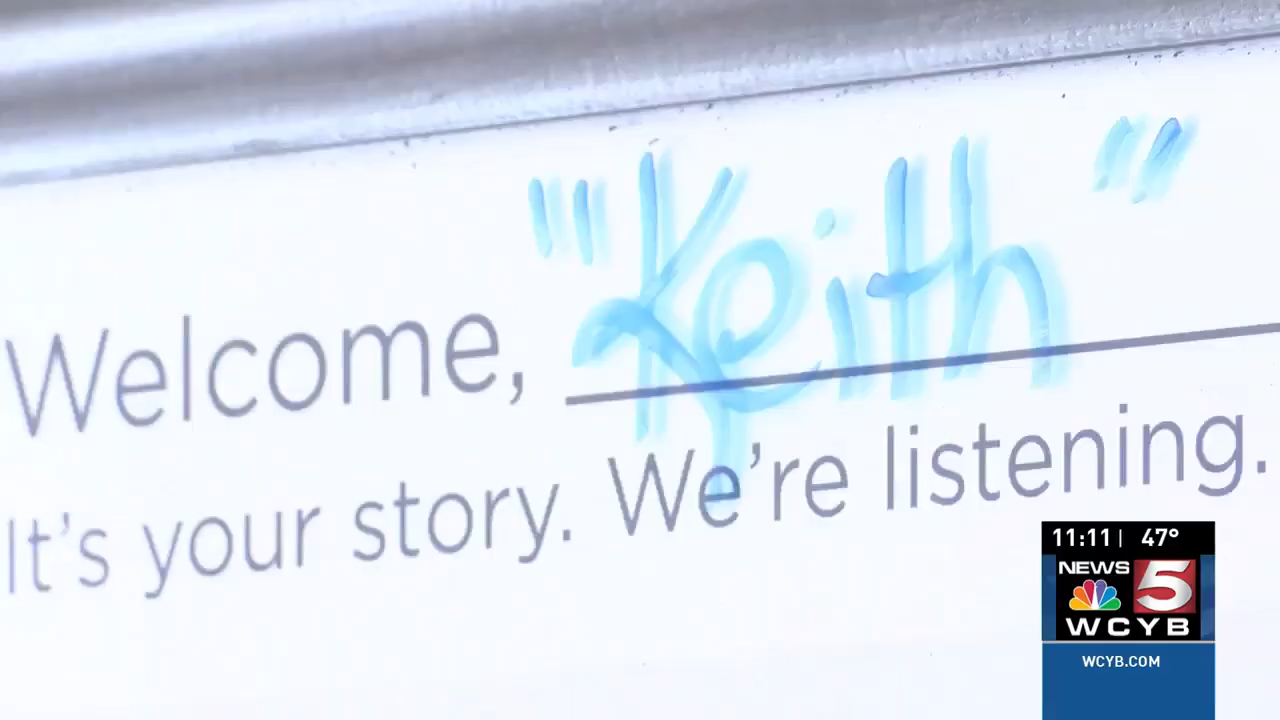 Welcome, "Keith"
It's your story. We're listening.
11:11 | 47°
NEWS 5
WCYB
WCYB.COM